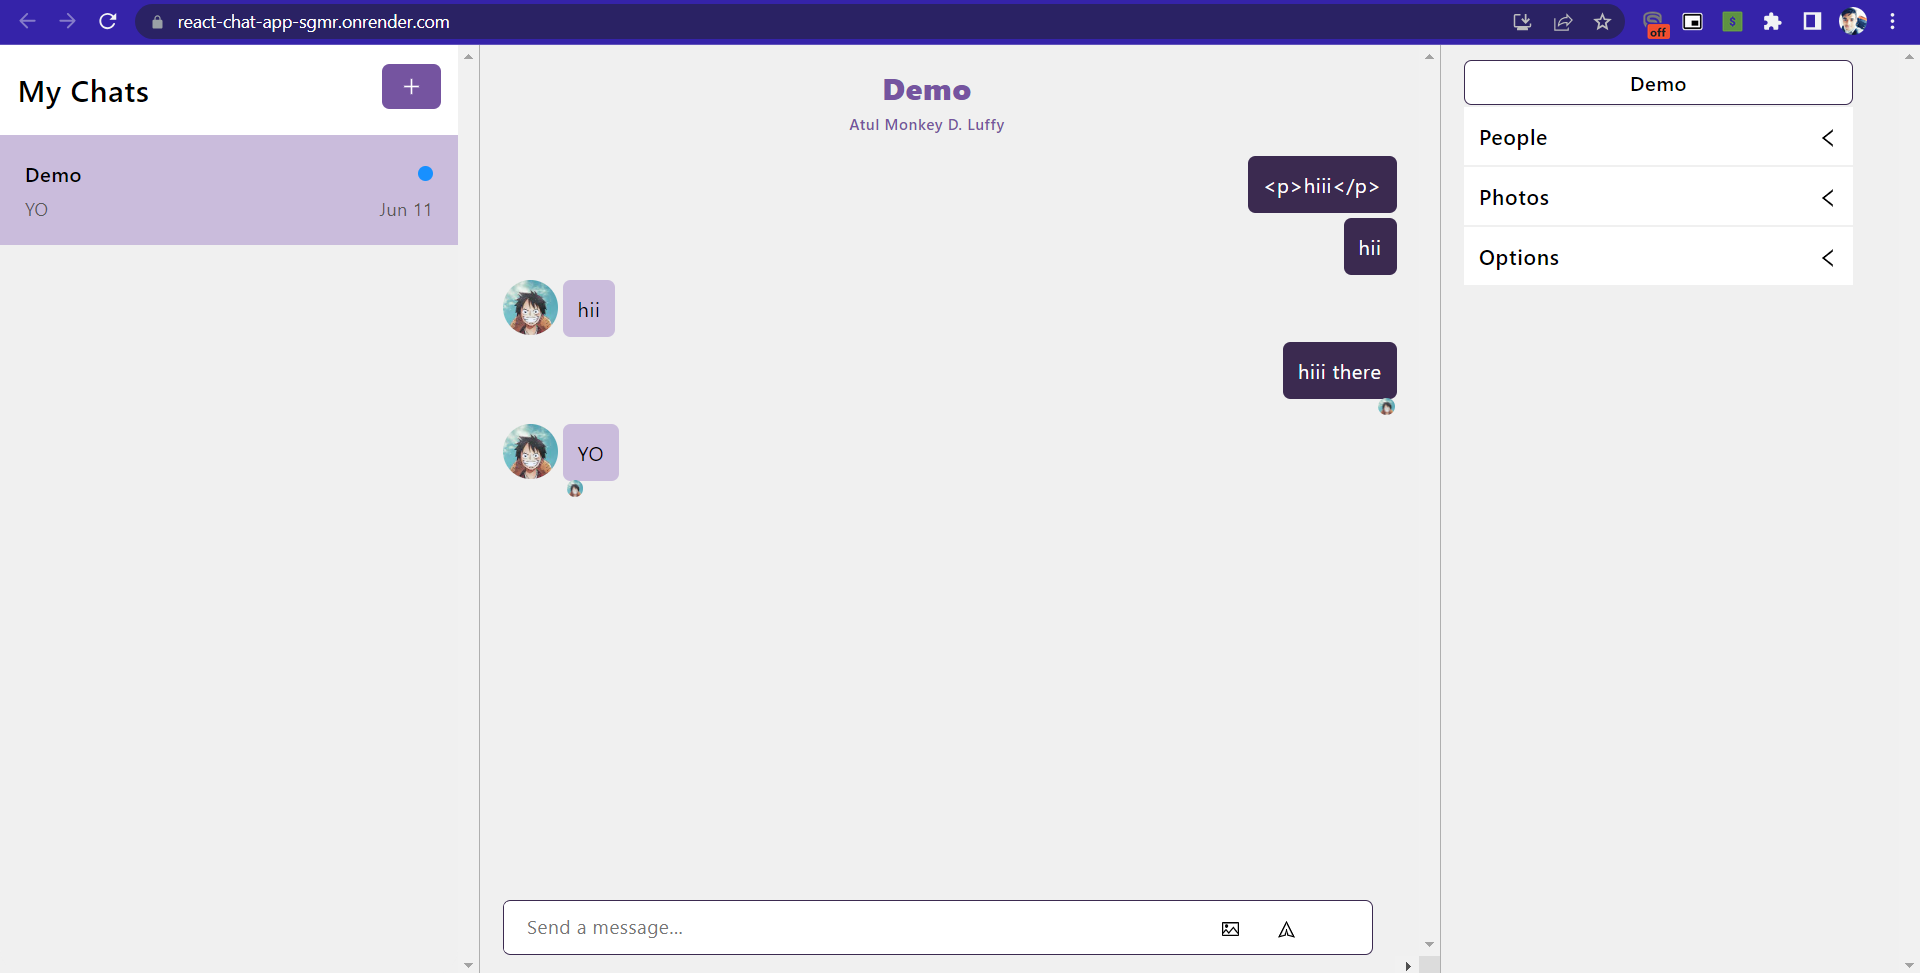 react-chat-app-sgmr.onrender.com
off
$
My Chats
+
Demo
YO
Jun 11
Demo
Atul Monkey D. Luffy
<p>hiii</p>
hii
hii
hiii there
YO
Send a message...
Demo
People
Photos
Options